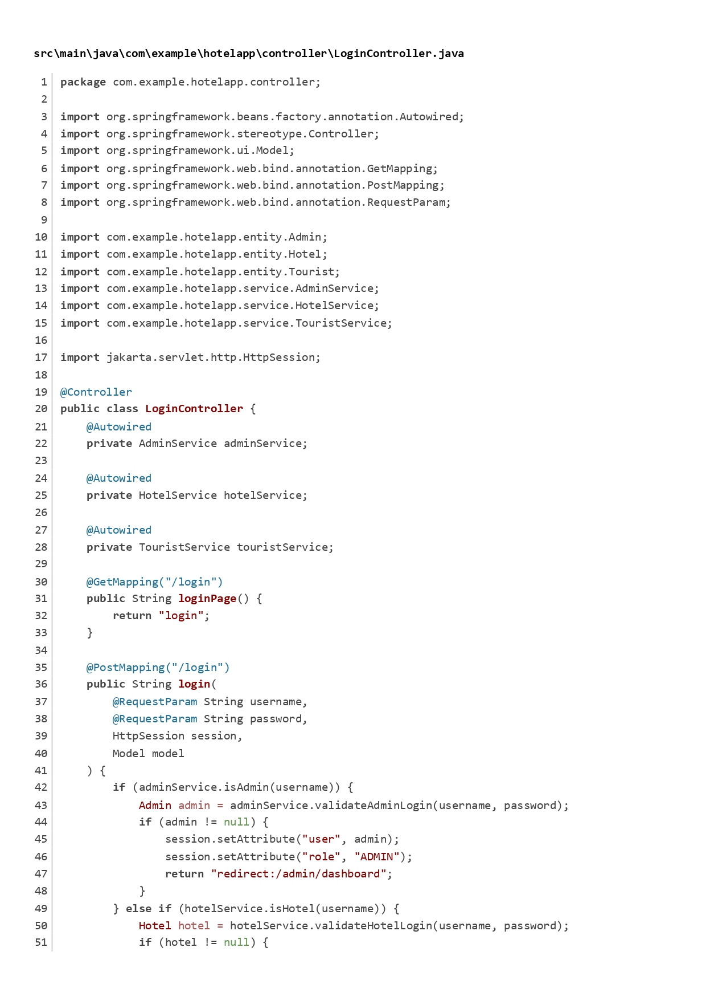 src\main\java\com\example\hotelapp\controller\LoginController.java
1 package com.example.hotelapp.controller;
2
3 import org.springframework.beans.factory.annotation.Autowired;
4 import org.springframework.stereotype.Controller;
5 import org.springframework.ui.Model;
6 import org.springframework.web.bind.annotation.GetMapping;
7 import org.springframework.web.bind.annotation.PostMapping;
8 import org.springframework.web.bind.annotation.RequestParam;
9
10 import com.example.hotelapp.entity.Admin;
11 import com.example.hotelapp.entity.Hotel;
12 import com.example.hotelapp.entity.Tourist;
13 import com.example.hotelapp.service.AdminService;
14 import com.example.hotelapp.service.HotelService;
15 import com.example.hotelapp.service.TouristService;
16
17 import jakarta.servlet.http.HttpSession;
18
19 @Controller
20 public class LoginController {
21     @Autowired
22     private AdminService adminService;
23
24     @Autowired
25     private HotelService hotelService;
26
27     @Autowired
28     private TouristService touristService;
29
30     @GetMapping("/login")
31     public String loginPage() {
32         return "login";
33     }
34
35     @PostMapping("/login")
36     public String login(
37         @RequestParam String username,
38         @RequestParam String password,
39         HttpSession session,
40         Model model
41     ) {
42         if (adminService.isAdmin(username)) {
43             Admin admin = adminService.validateAdminLogin(username, password);
44             if (admin != null) {
45                 session.setAttribute("user", admin);
46                 session.setAttribute("role", "ADMIN");
47                 return "redirect:/admin/dashboard";
48             }
49         } else if (hotelService.isHotel(username)) {
50             Hotel hotel = hotelService.validateHotelLogin(username, password);
51             if (hotel != null) {